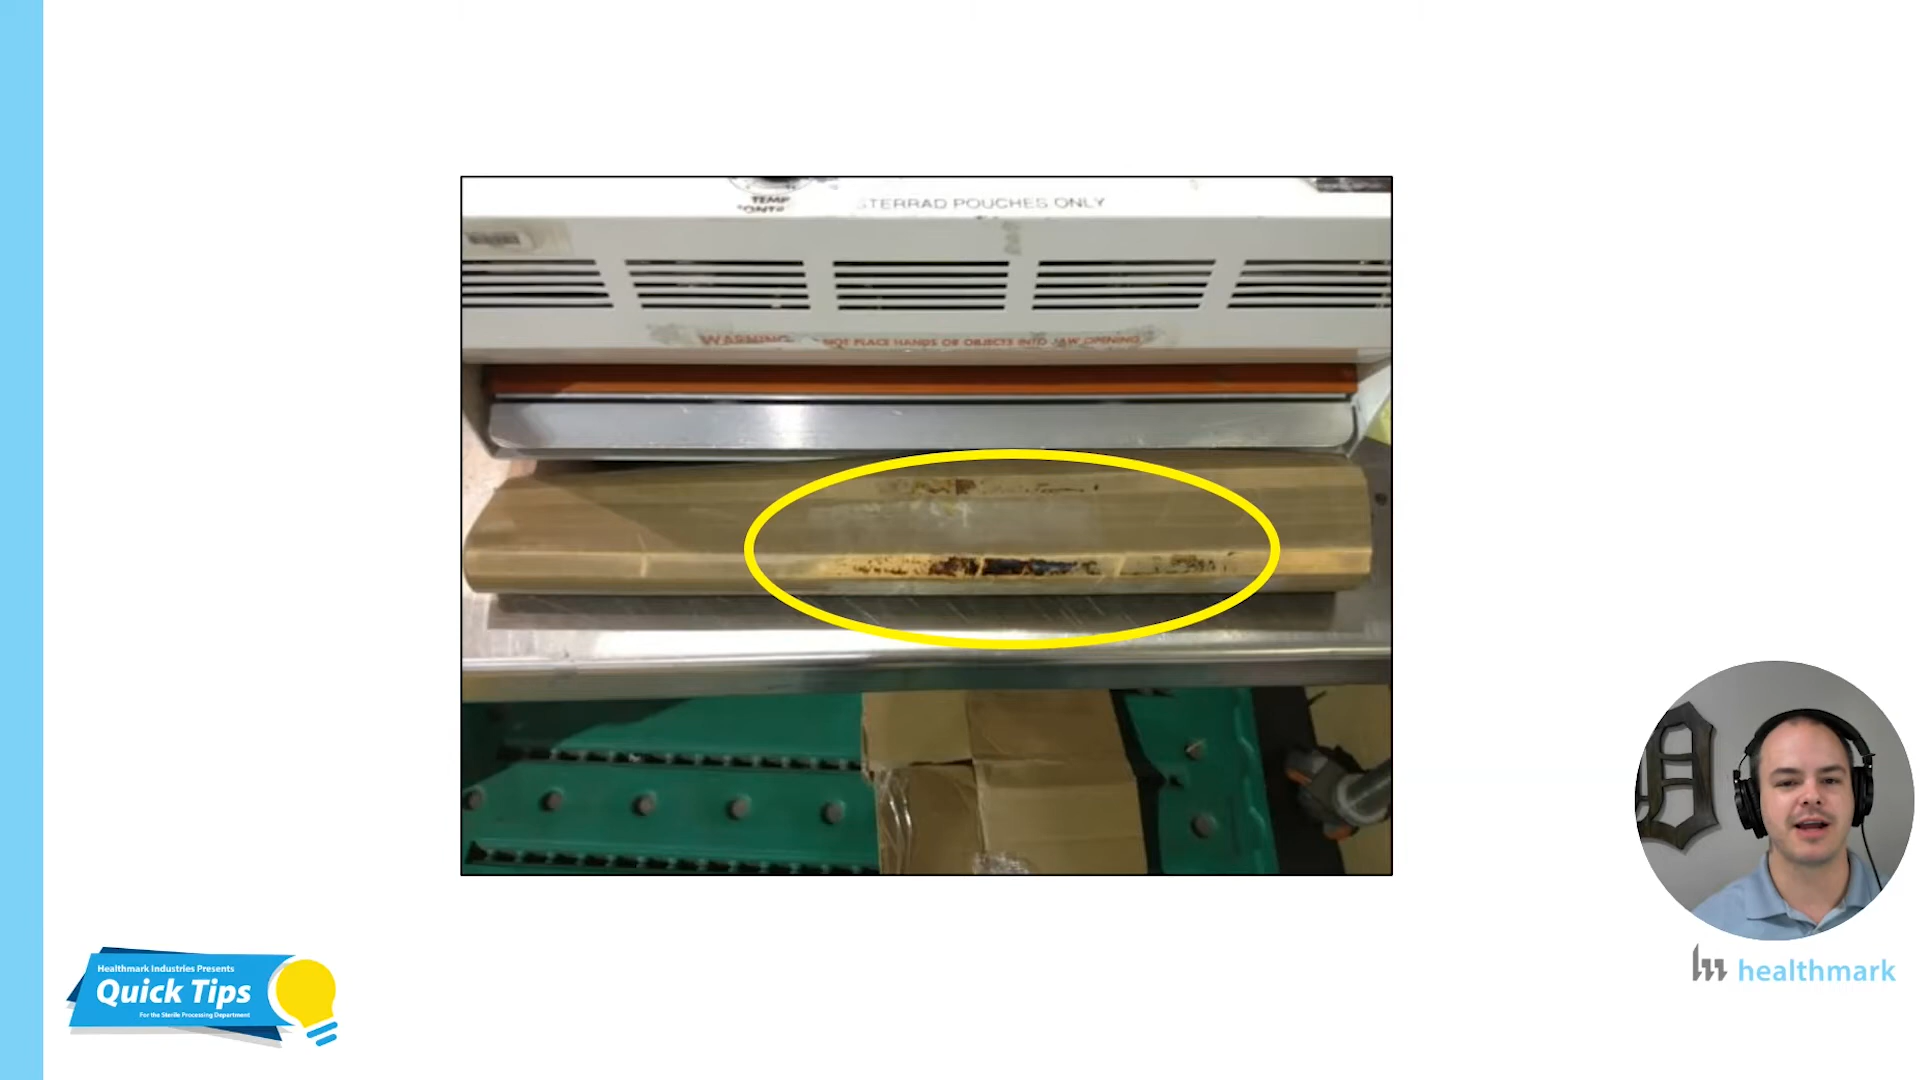 TEMP
STERRAD POUCHES ONLY
WARNING NOT PLACE HANDS OR OBJECTS INTO JAW OPENING
Healthmark Industries Presents
Quick Tips
For the Sterile Processing Department
healthmark